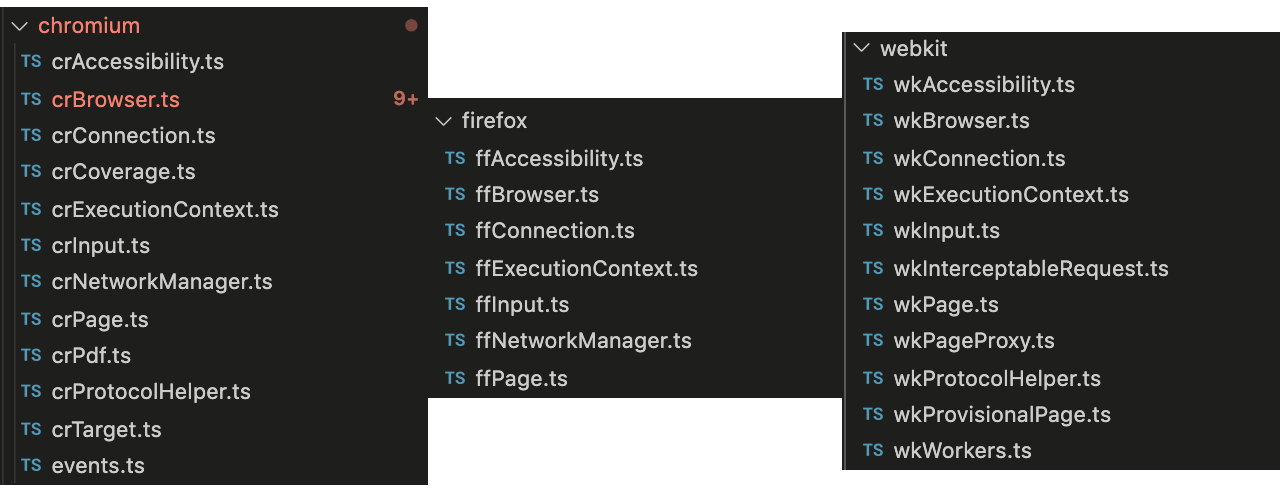 chromium
TS crAccessibility.ts
TS crBrowser.ts 9+
TS crConnection.ts
TS crCoverage.ts
TS crExecutionContext.ts
TS crInput.ts
TS crNetworkManager.ts
TS crPage.ts
TS crPdf.ts
TS crProtocolHelper.ts
TS crTarget.ts
TS events.ts
firefox
TS ffAccessibility.ts
TS ffBrowser.ts
TS ffConnection.ts
TS ffExecutionContext.ts
TS ffInput.ts
TS ffNetworkManager.ts
TS ffPage.ts
webkit
TS wkAccessibility.ts
TS wkBrowser.ts
TS wkConnection.ts
TS wkExecutionContext.ts
TS wkInput.ts
TS wkInterceptableRequest.ts
TS wkPage.ts
TS wkPageProxy.ts
TS wkProtocolHelper.ts
TS wkProvisionalPage.ts
TS wkWorkers.ts